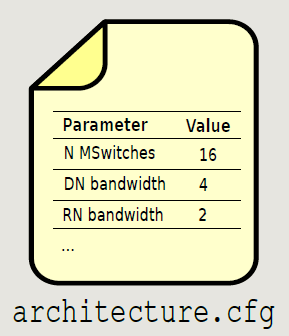 Parameter Value
N MSwitches 16
DN bandwidth 4
RN bandwidth 2
...
architecture.cfg